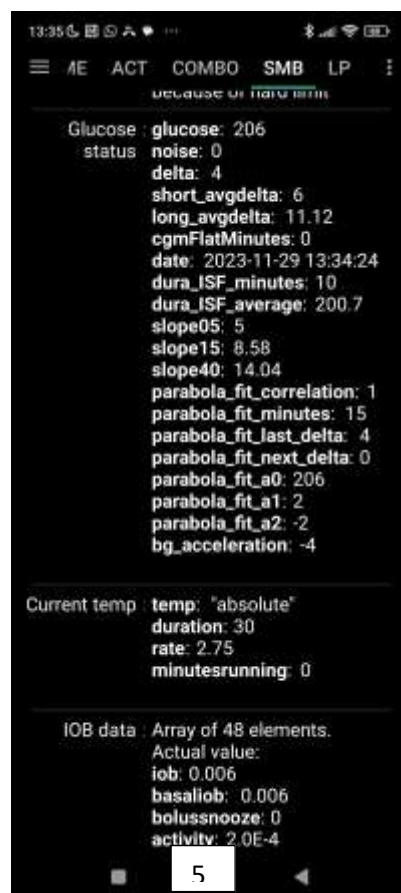 13:35
ME ACT COMBO SMB LP
because of hard limit
Glucose status : glucose: 206
noise: 0
delta: 4
short_avgdelta: 6
long_avgdelta: 11.12
cgmFlatMinutes: 0
date: 2023-11-29 13:34:24
dura_ISF_minutes: 10
dura_ISF_average: 200.7
slope05: 5
slope15: 8.58
slope40: 14.04
parabola_fit_correlation: 1
parabola_fit_minutes: 15
parabola_fit_last_delta: 4
parabola_fit_next_delta: 0
parabola_fit_a0: 206
parabola_fit_a1: 2
parabola_fit_a2: -2
bg_acceleration: -4
Current temp : temp: "absolute"
duration: 30
rate: 2.75
minutesrunning: 0
IOB data : Array of 48 elements.
Actual value:
iob: 0.006
basaliob: 0.006
bolussnooze: 0
activity: 2.0E-4
5